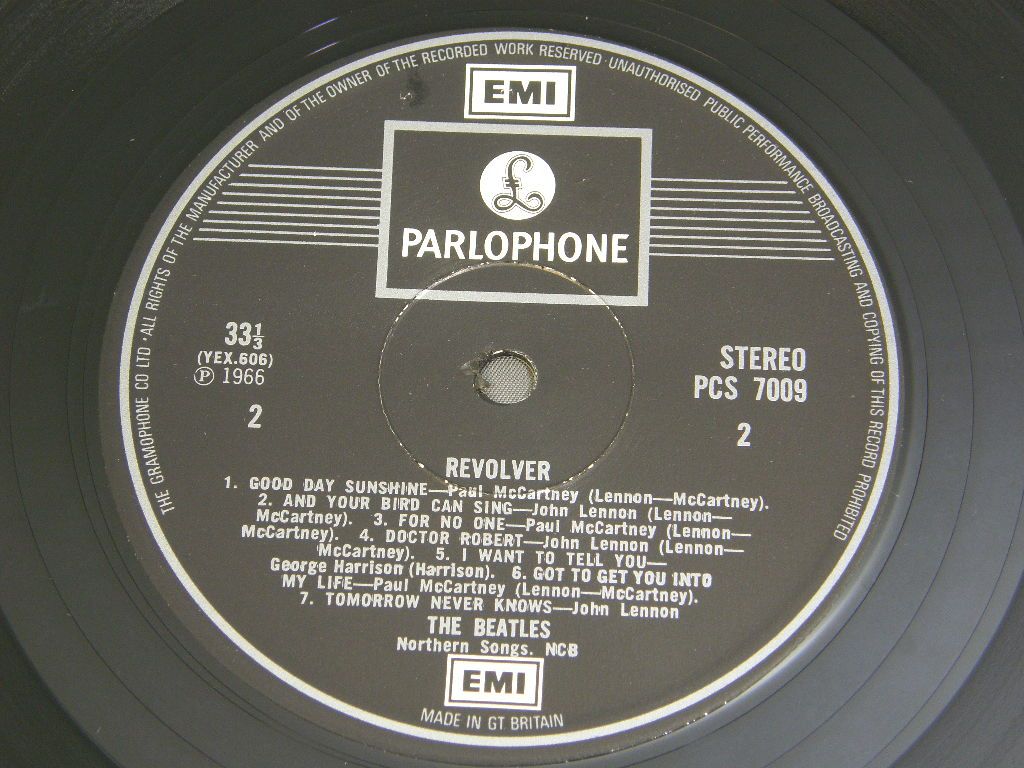 THE GRAMOPHONE CO LTD · ALL RIGHTS OF THE MANUFACTURER AND OF THE OWNER OF THE RECORDED WORK RESERVED · UNAUTHORISED PUBLIC PERFORMANCE BROADCASTING AND COPYING OF THIS RECORD PROHIBITED
EMI
£
PARLOPHONE
33⅓
(YEX.606)
Ⓟ 1966
2
STEREO
PCS 7009
2
REVOLVER
1. GOOD DAY SUNSHINE—Paul McCartney (Lennon—McCartney).
2. AND YOUR BIRD CAN SING—John Lennon (Lennon—
McCartney). 3. FOR NO ONE—Paul McCartney (Lennon—
McCartney). 4. DOCTOR ROBERT—John Lennon (Lennon—
McCartney). 5. I WANT TO TELL YOU—
George Harrison (Harrison). 6. GOT TO GET YOU INTO
MY LIFE—Paul McCartney (Lennon—McCartney).
7. TOMORROW NEVER KNOWS—John Lennon
THE BEATLES
Northern Songs. NCB
EMI
MADE IN GT BRITAIN